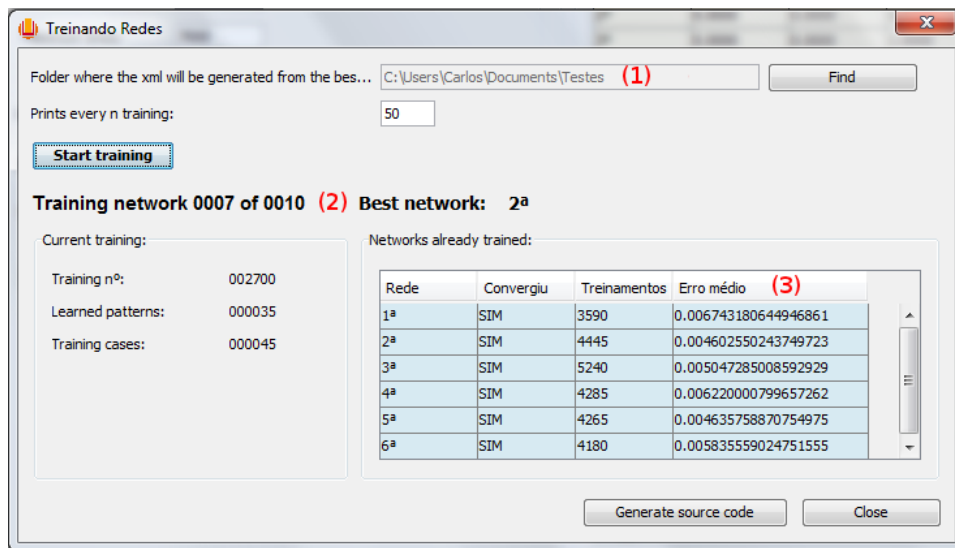 Treinando Redes
Folder where the xml will be generated from the bes... C:\Users\Carlos\Documents\Testes (1) Find
Prints every n training: 50
Start training
Training network 0007 of 0010 (2) Best network: 2ª
Current training: Networks already trained:
Training nº: 002700
Learned patterns: 000035
Training cases: 000045
Rede Convergiu Treinamentos Erro médio (3)
1ª SIM 3590 0.006743180644946861
2ª SIM 4445 0.004602550243749723
3ª SIM 5240 0.005047285008592929
4ª SIM 4285 0.006220000799657262
5ª SIM 4265 0.004635758870754975
6ª SIM 4180 0.005835559024751555
Generate source code Close